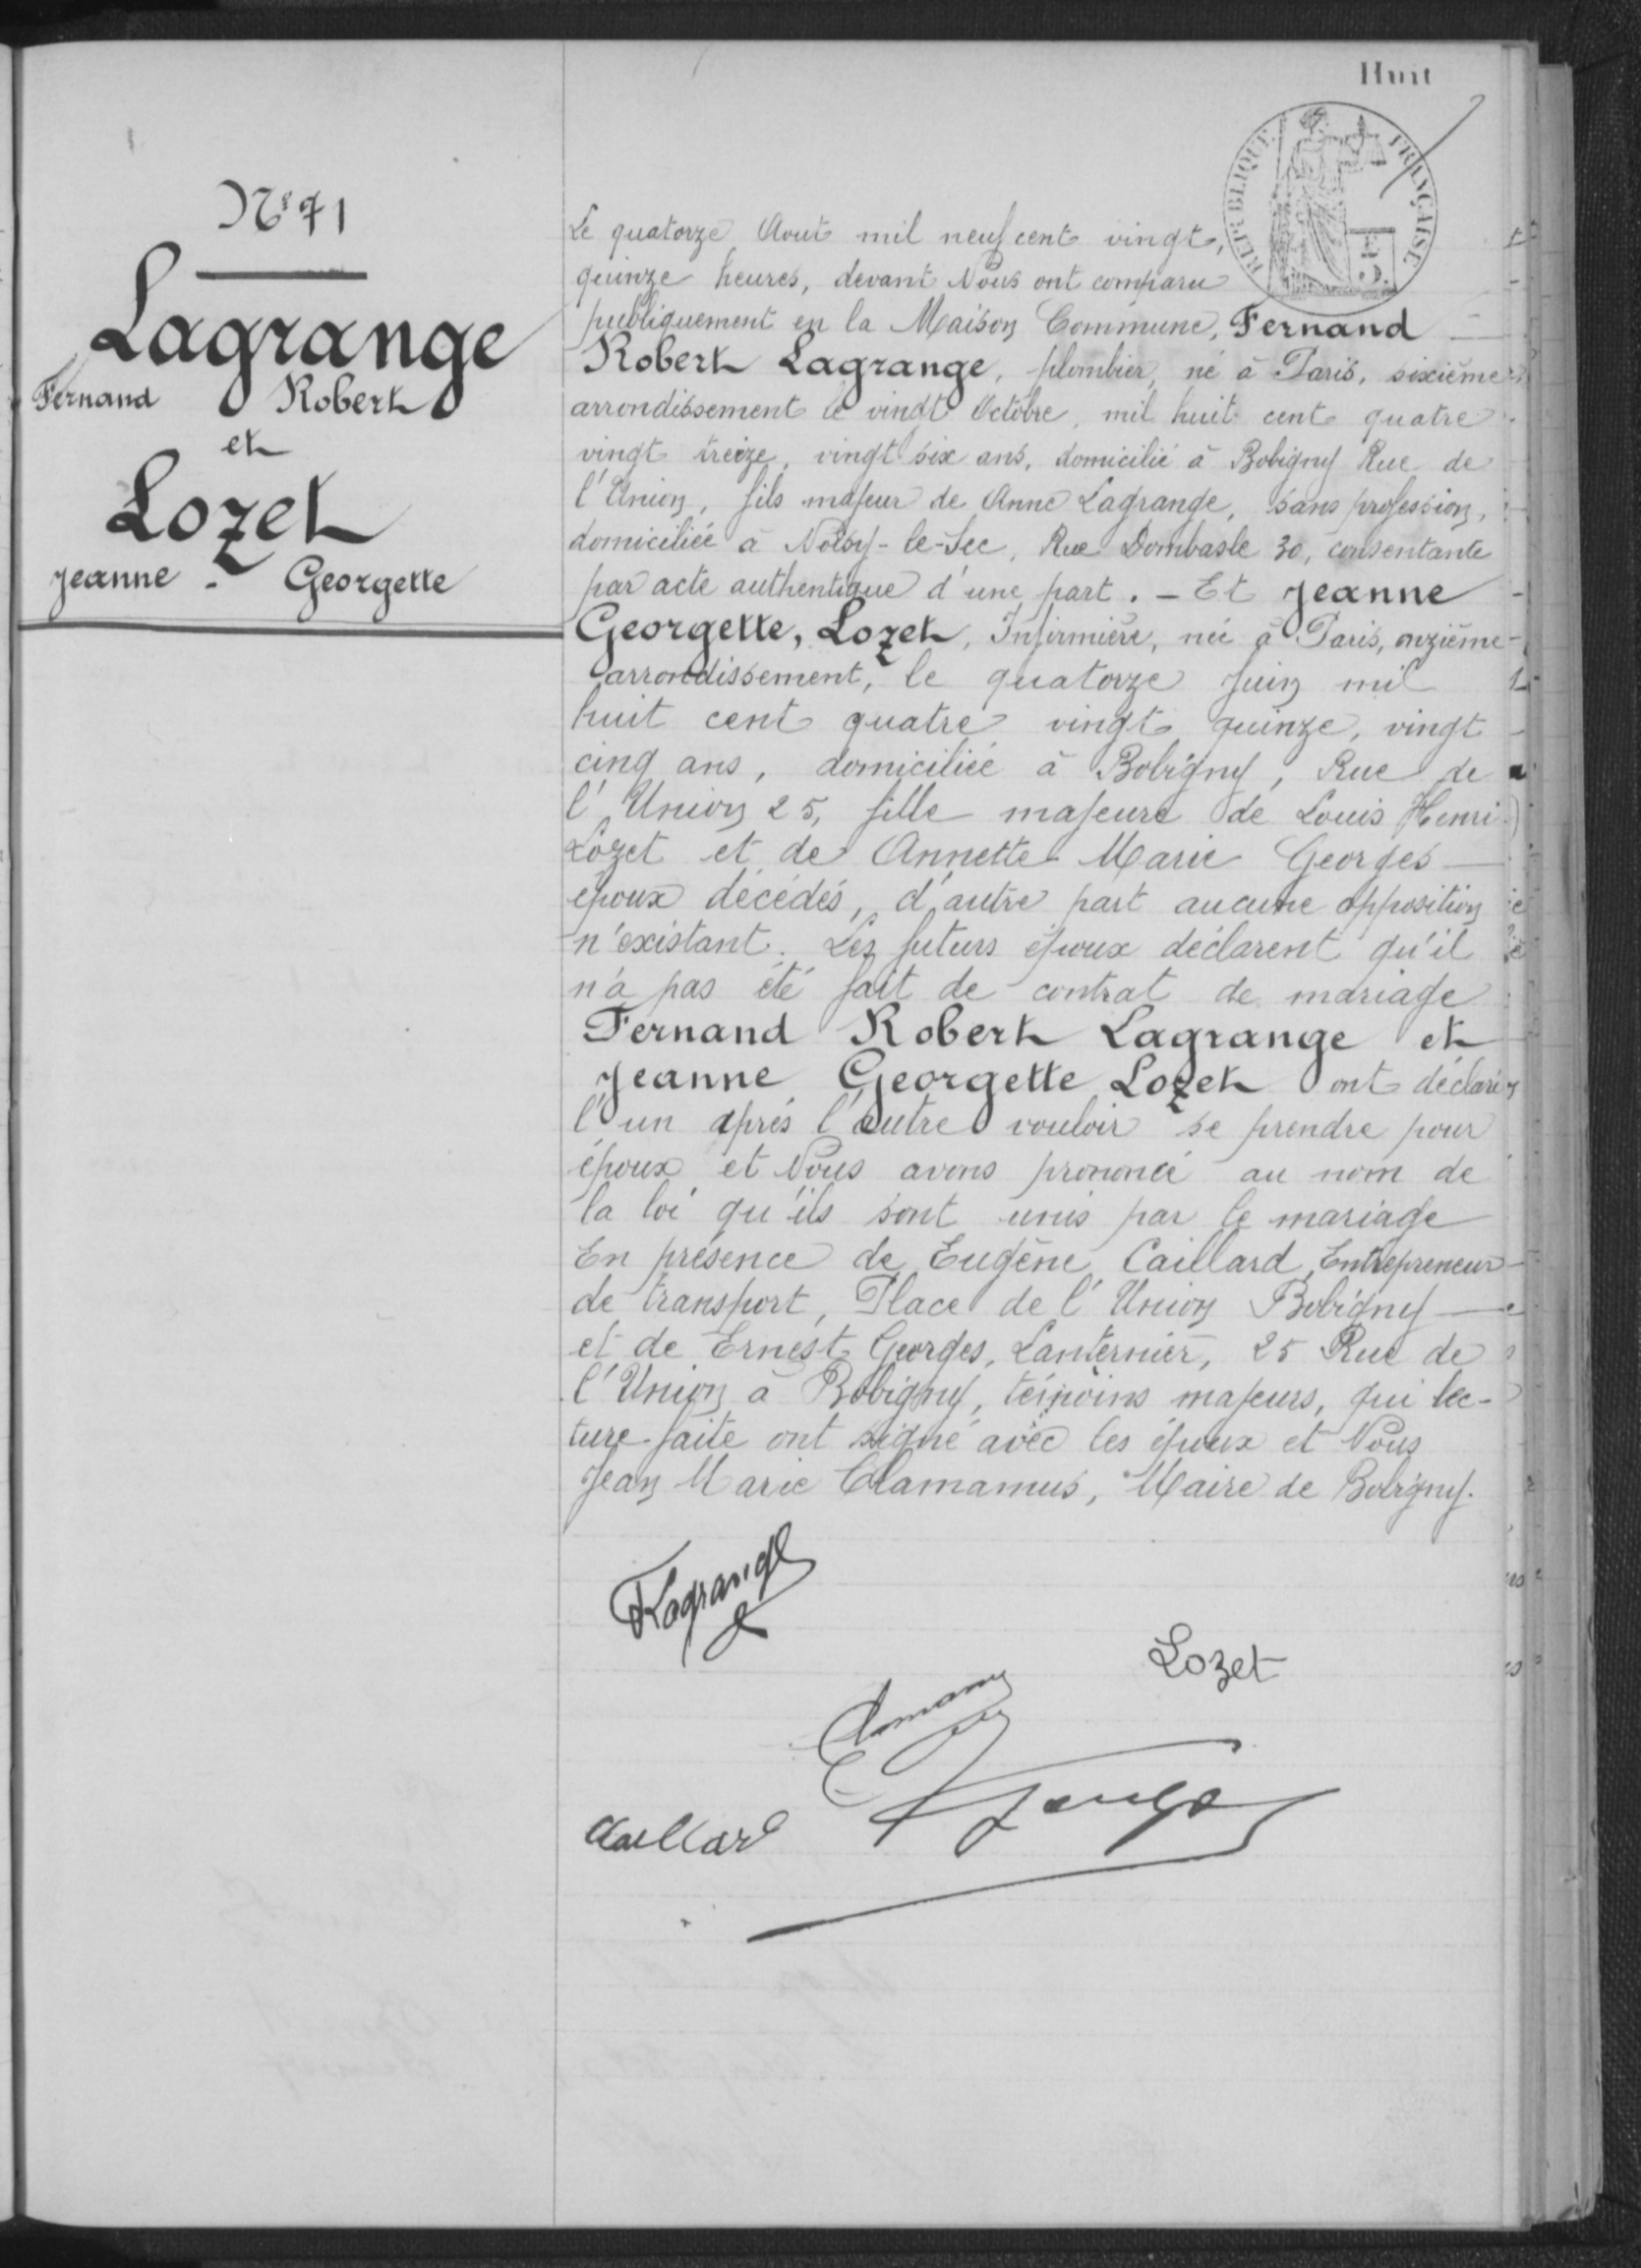 Huit
RÉPUBLIQUE FRANÇAISE
N° 71
Lagrange
Fernand Robert
et
Lozet
Jeanne - Georgette
Le quatorze Aout mil neuf cent vingt,
quinze heures, devant Nous ont comparu
publiquement en la Maison Commune, Fernand
Robert Lagrange, plombier, né à Paris, sixième
arrondissement le vingt Octobre, mil huit cent quatre
vingt treize, vingt six ans, domicilié à Bobigny Rue de
l'Union, fils majeur de Anne Lagrange, sans profession,
domiciliée à Noisy-le-Sec, Rue Dombasle 30, consentante
par acte authentique d'une part. - Et Jeanne
Georgette, Lozet, Infirmière, née à Paris, onzième
arrondissement, le quatorze Juin mil
huit cent quatre vingt quinze, vingt
cinq ans, domiciliée à Bobigny, Rue de
l'Union 25, fille majeure de Louis Henri
Lozet et de Annette Marie Georges
époux décédés, d'autre part aucune opposition
n'existant. Les futurs époux déclarent qu'il
n'a pas été fait de contrat de mariage
Fernand Robert Lagrange et
Jeanne Georgette Lozet ont déclaré
l'un après l'autre vouloir se prendre pour
époux et Nous avons prononcé au nom de
la loi qu'ils sont unis par le mariage
En présence de Eugène Caillard, Entrepreneur
de transport, Place de l'Union Bobigny
et de Ernest Georges, Lanternier, 25 Rue de
l'Union à Bobigny, témoins majeurs, qui lec-
ture faite ont signé avec les époux et Nous
Jean Marie Clamamus, Maire de Bobigny.
FLagrange
Lozet
Clamamus
Caillard